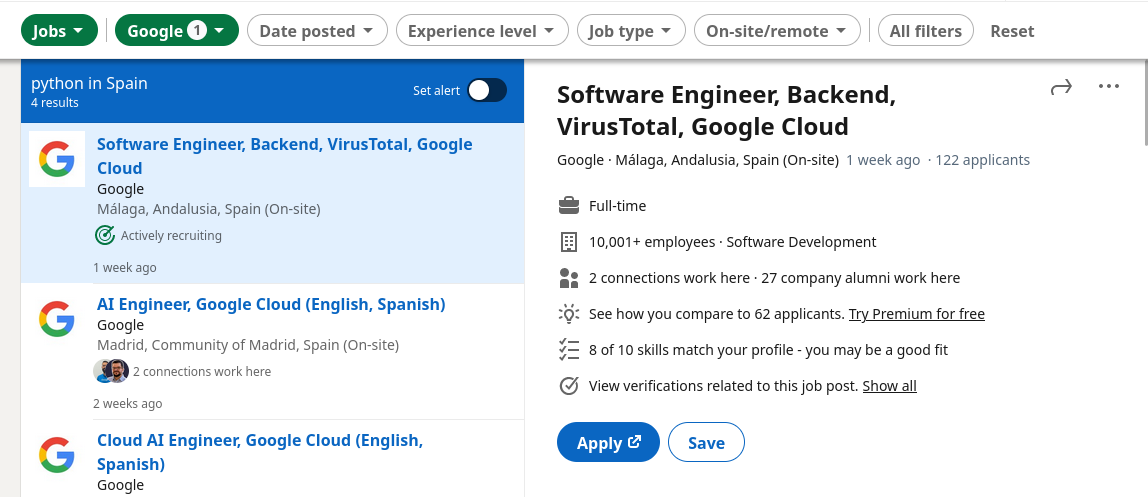 Jobs
Google 1
Date posted
Experience level
Job type
On-site/remote
All filters
Reset
python in Spain
4 results
Set alert
Software Engineer, Backend, VirusTotal, Google
Cloud
Google
Málaga, Andalusia, Spain (On-site)
Actively recruiting
1 week ago
AI Engineer, Google Cloud (English, Spanish)
Google
Madrid, Community of Madrid, Spain (On-site)
2 connections work here
2 weeks ago
Cloud AI Engineer, Google Cloud (English,
Spanish)
Google
Software Engineer, Backend,
VirusTotal, Google Cloud
Google · Málaga, Andalusia, Spain (On-site) 1 week ago · 122 applicants
Full-time
10,001+ employees · Software Development
2 connections work here · 27 company alumni work here
See how you compare to 62 applicants. Try Premium for free
8 of 10 skills match your profile - you may be a good fit
View verifications related to this job post. Show all
Apply
Save